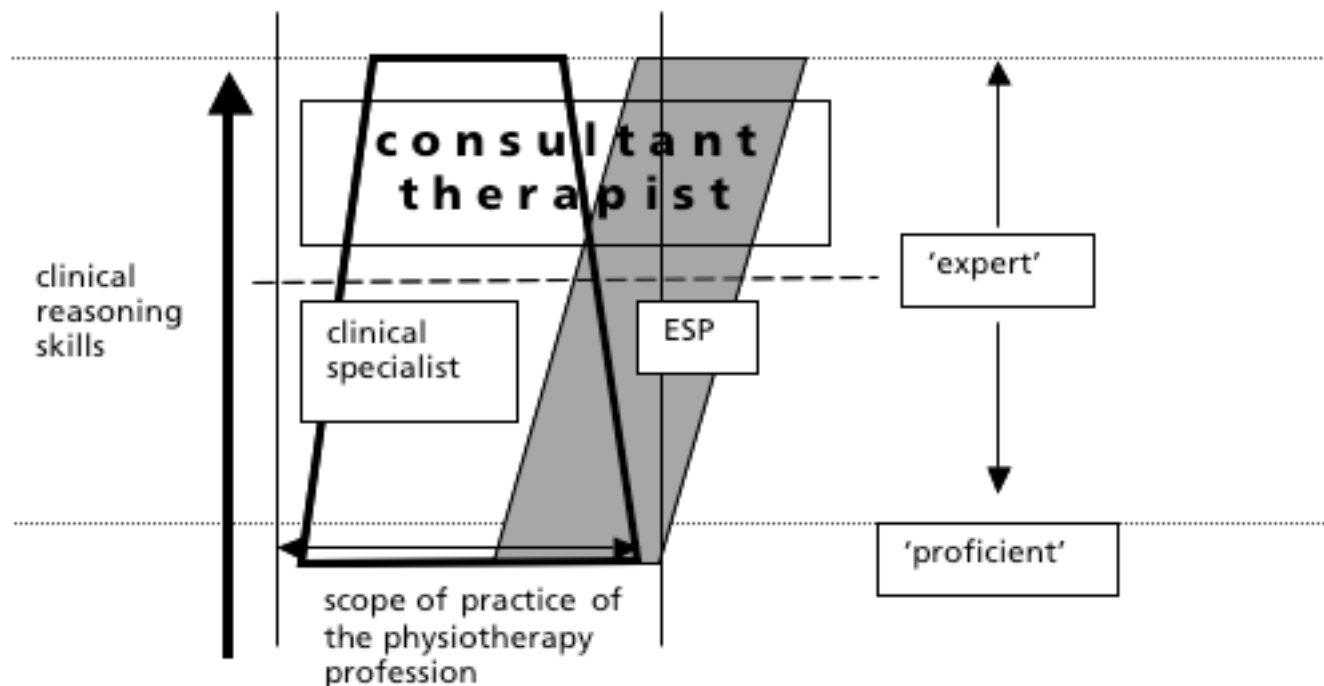 consultant
therapist
clinical
reasoning
skills
'expert'
clinical
specialist
ESP
'proficient'
scope of practice of
the physiotherapy
profession